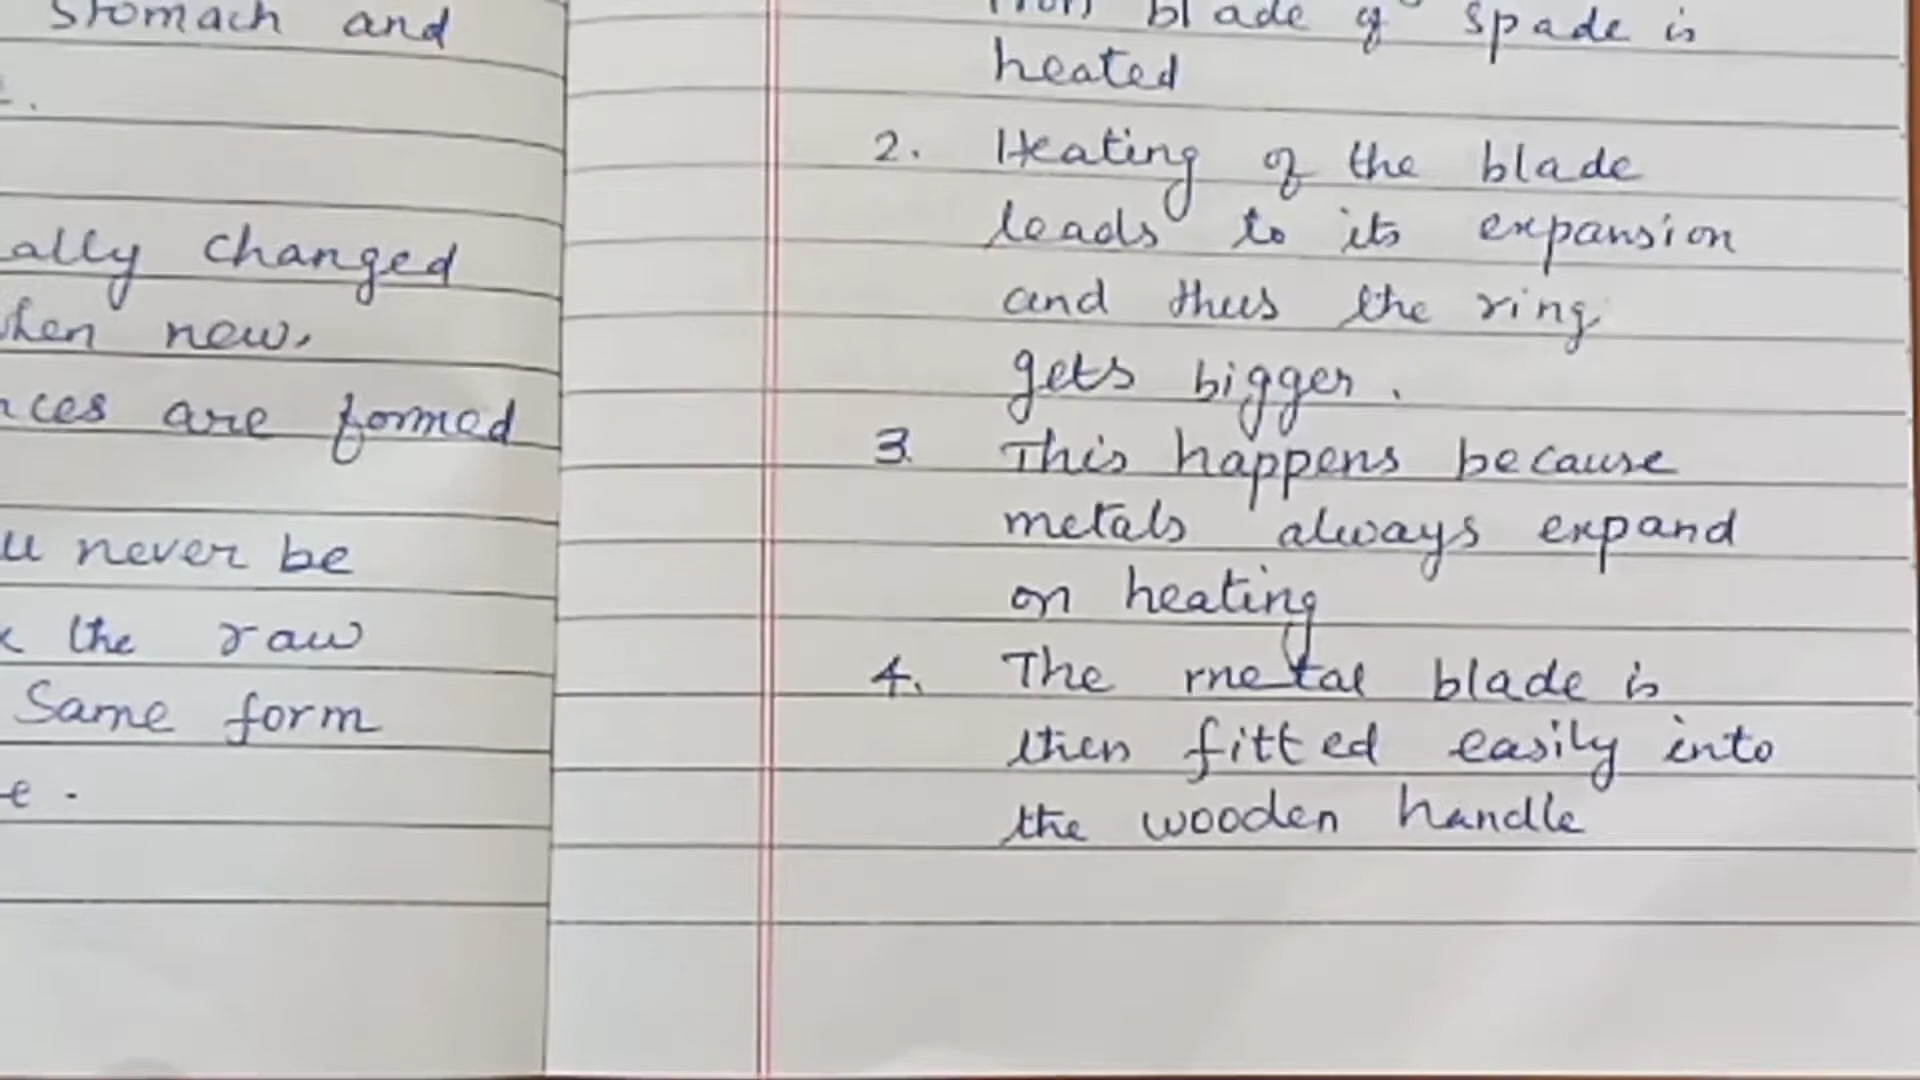 stomach and
ally changed
hen new.
nces are formed
never be
the raw
Same form
e.
iron blade of spade is
heated
2. Heating of the blade
leads to its expansion
and thus the ring
gets bigger.
3. This happens because
metals always expand
on heating
4. The metal blade is
then fitted easily into
the wooden handle